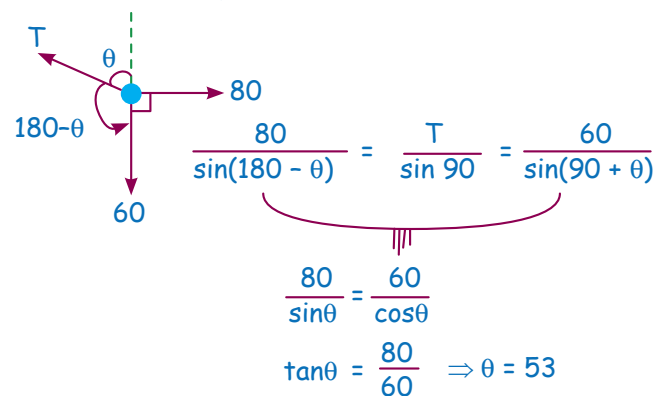 T
θ
80
180-θ
60
80 / sin(180 - θ) = T / sin 90 = 60 / sin(90 + θ)
80 / sinθ = 60 / cosθ
tanθ = 80 / 60 ⇒ θ = 53